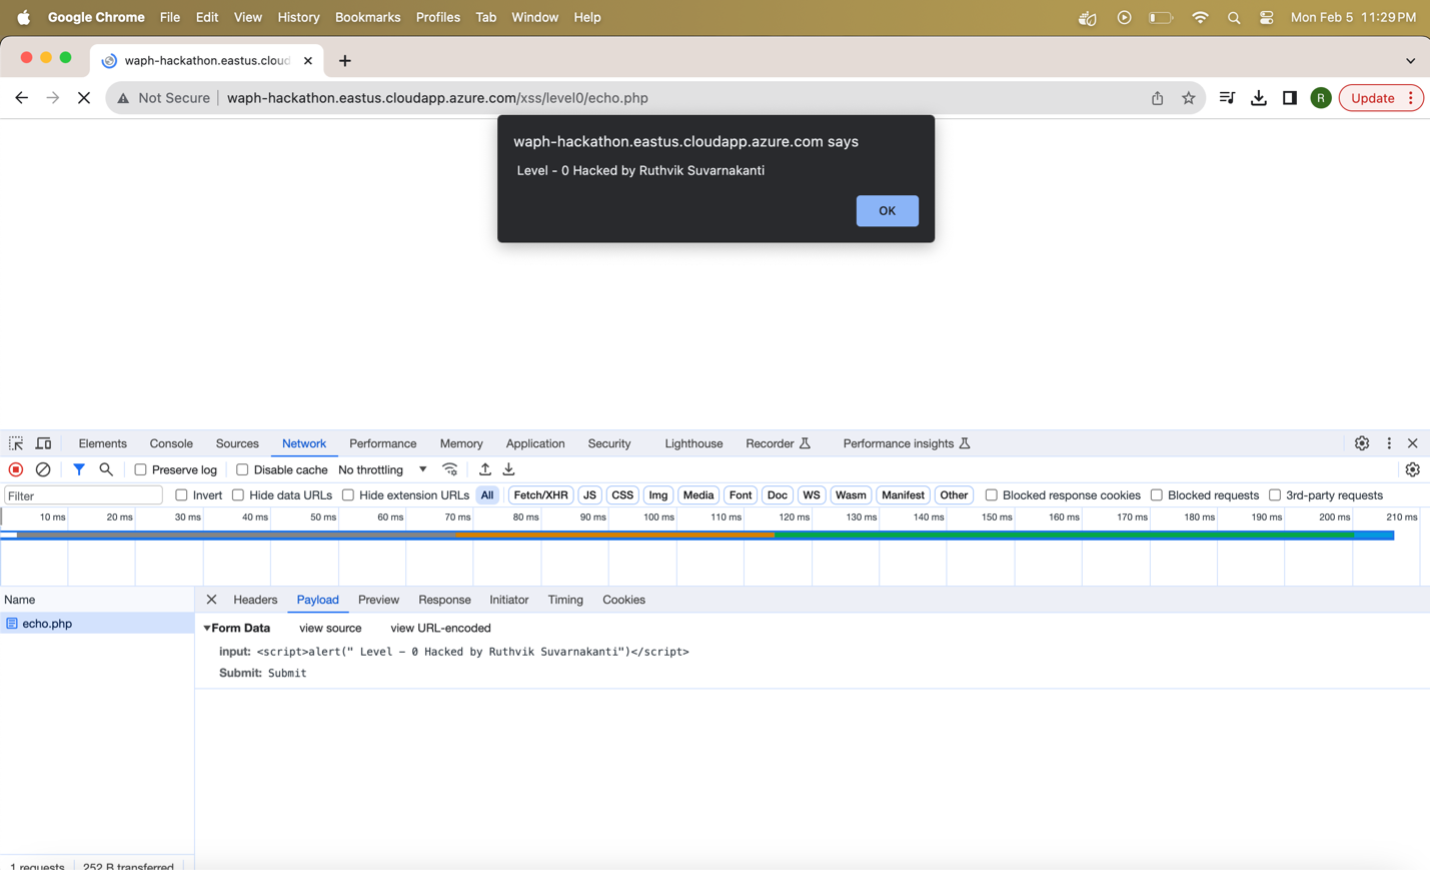 Google Chrome File Edit View History Bookmarks Profiles Tab Window Help Mon Feb 5 11:29 PM
waph-hackathon.eastus.cloud
Not Secure waph-hackathon.eastus.cloudapp.azure.com/xss/level0/echo.php R Update
waph-hackathon.eastus.cloudapp.azure.com says
Level - 0 Hacked by Ruthvik Suvarnakanti
OK
Elements Console Sources Network Performance Memory Application Security Lighthouse Recorder Performance insights
Preserve log Disable cache No throttling
Filter Invert Hide data URLs Hide extension URLs All Fetch/XHR JS CSS Img Media Font Doc WS Wasm Manifest Other Blocked response cookies Blocked requests 3rd-party requests
10 ms 20 ms 30 ms 40 ms 50 ms 60 ms 70 ms 80 ms 90 ms 100 ms 110 ms 120 ms 130 ms 140 ms 150 ms 160 ms 170 ms 180 ms 190 ms 200 ms 210 ms
Name Headers Payload Preview Response Initiator Timing Cookies
echo.php Form Data view source view URL-encoded
input: <script>alert(" Level - 0 Hacked by Ruthvik Suvarnakanti")</script>
Submit: Submit
1 requests 252 B transferred